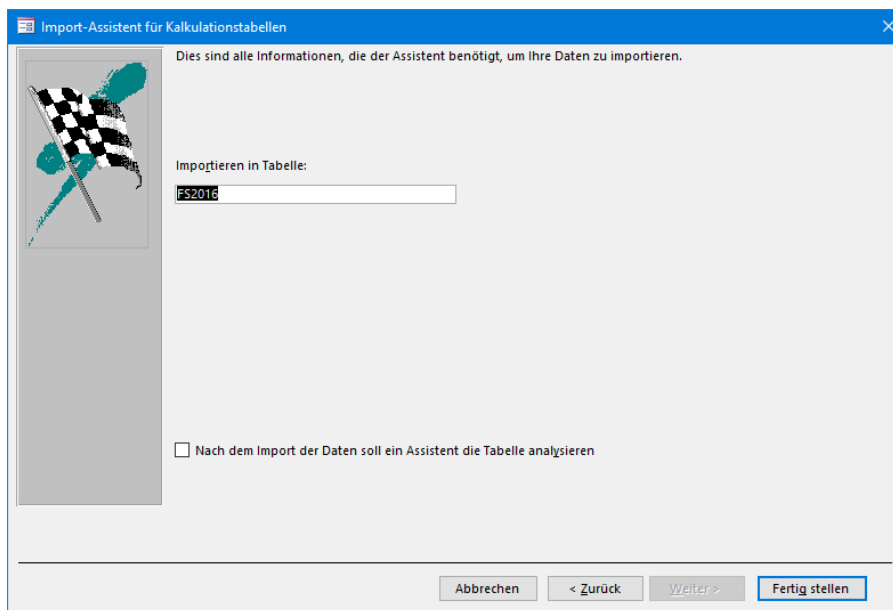 Import-Assistent für Kalkulationstabellen
Dies sind alle Informationen, die der Assistent benötigt, um Ihre Daten zu importieren.
Importieren in Tabelle:
FS2016
Nach dem Import der Daten soll ein Assistent die Tabelle analysieren
Abbrechen < Zurück Weiter > Fertig stellen